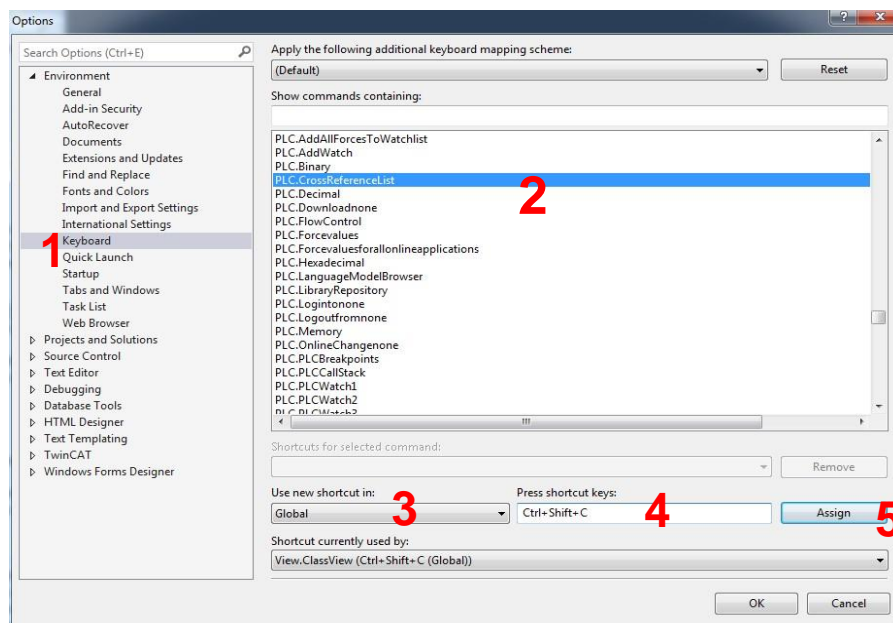 Options
Search Options (Ctrl+E)
Environment
General
Add-in Security
AutoRecover
Documents
Extensions and Updates
Find and Replace
Fonts and Colors
Import and Export Settings
International Settings
1 Keyboard
Quick Launch
Startup
Tabs and Windows
Task List
Web Browser
Projects and Solutions
Source Control
Text Editor
Debugging
Database Tools
HTML Designer
Text Templating
TwinCAT
Windows Forms Designer
Apply the following additional keyboard mapping scheme:
(Default)
Reset
Show commands containing:
PLC.AddAllForcesToWatchlist
PLC.AddWatch
PLC.Binary
PLC.CrossReferenceList
2
PLC.Decimal
PLC.Downloadnone
PLC.FlowControl
PLC.Forcevalues
PLC.Forcevaluesforallonlineapplications
PLC.Hexadecimal
PLC.LanguageModelBrowser
PLC.LibraryRepository
PLC.Logintonone
PLC.Logoutfromnone
PLC.Memory
PLC.OnlineChangenone
PLC.PLCBreakpoints
PLC.PLCCallStack
PLC.PLCWatch1
PLC.PLCWatch2
PLC.PLCWatch3
Shortcuts for selected command:
Remove
Use new shortcut in:
Global
3
Press shortcut keys:
Ctrl+Shift+C
4
Assign
5
Shortcut currently used by:
View.ClassView (Ctrl+Shift+C (Global))
OK
Cancel